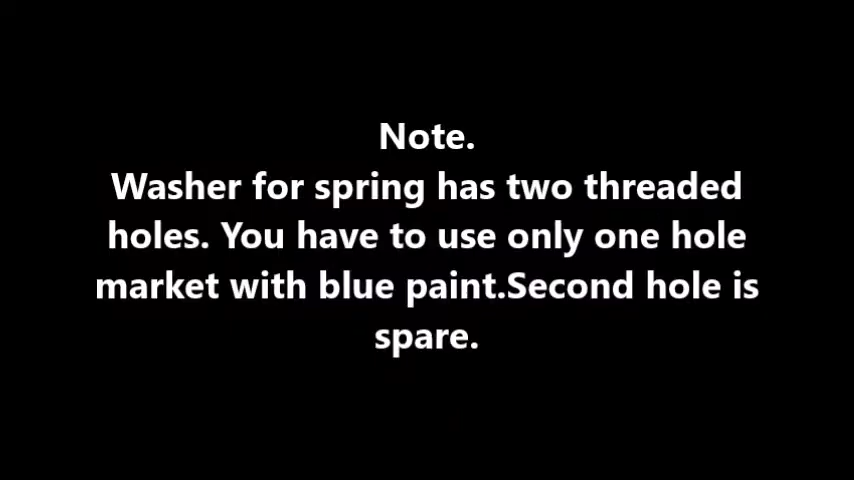 Note.
Washer for spring has two threaded
holes. You have to use only one hole
market with blue paint.Second hole is
spare.